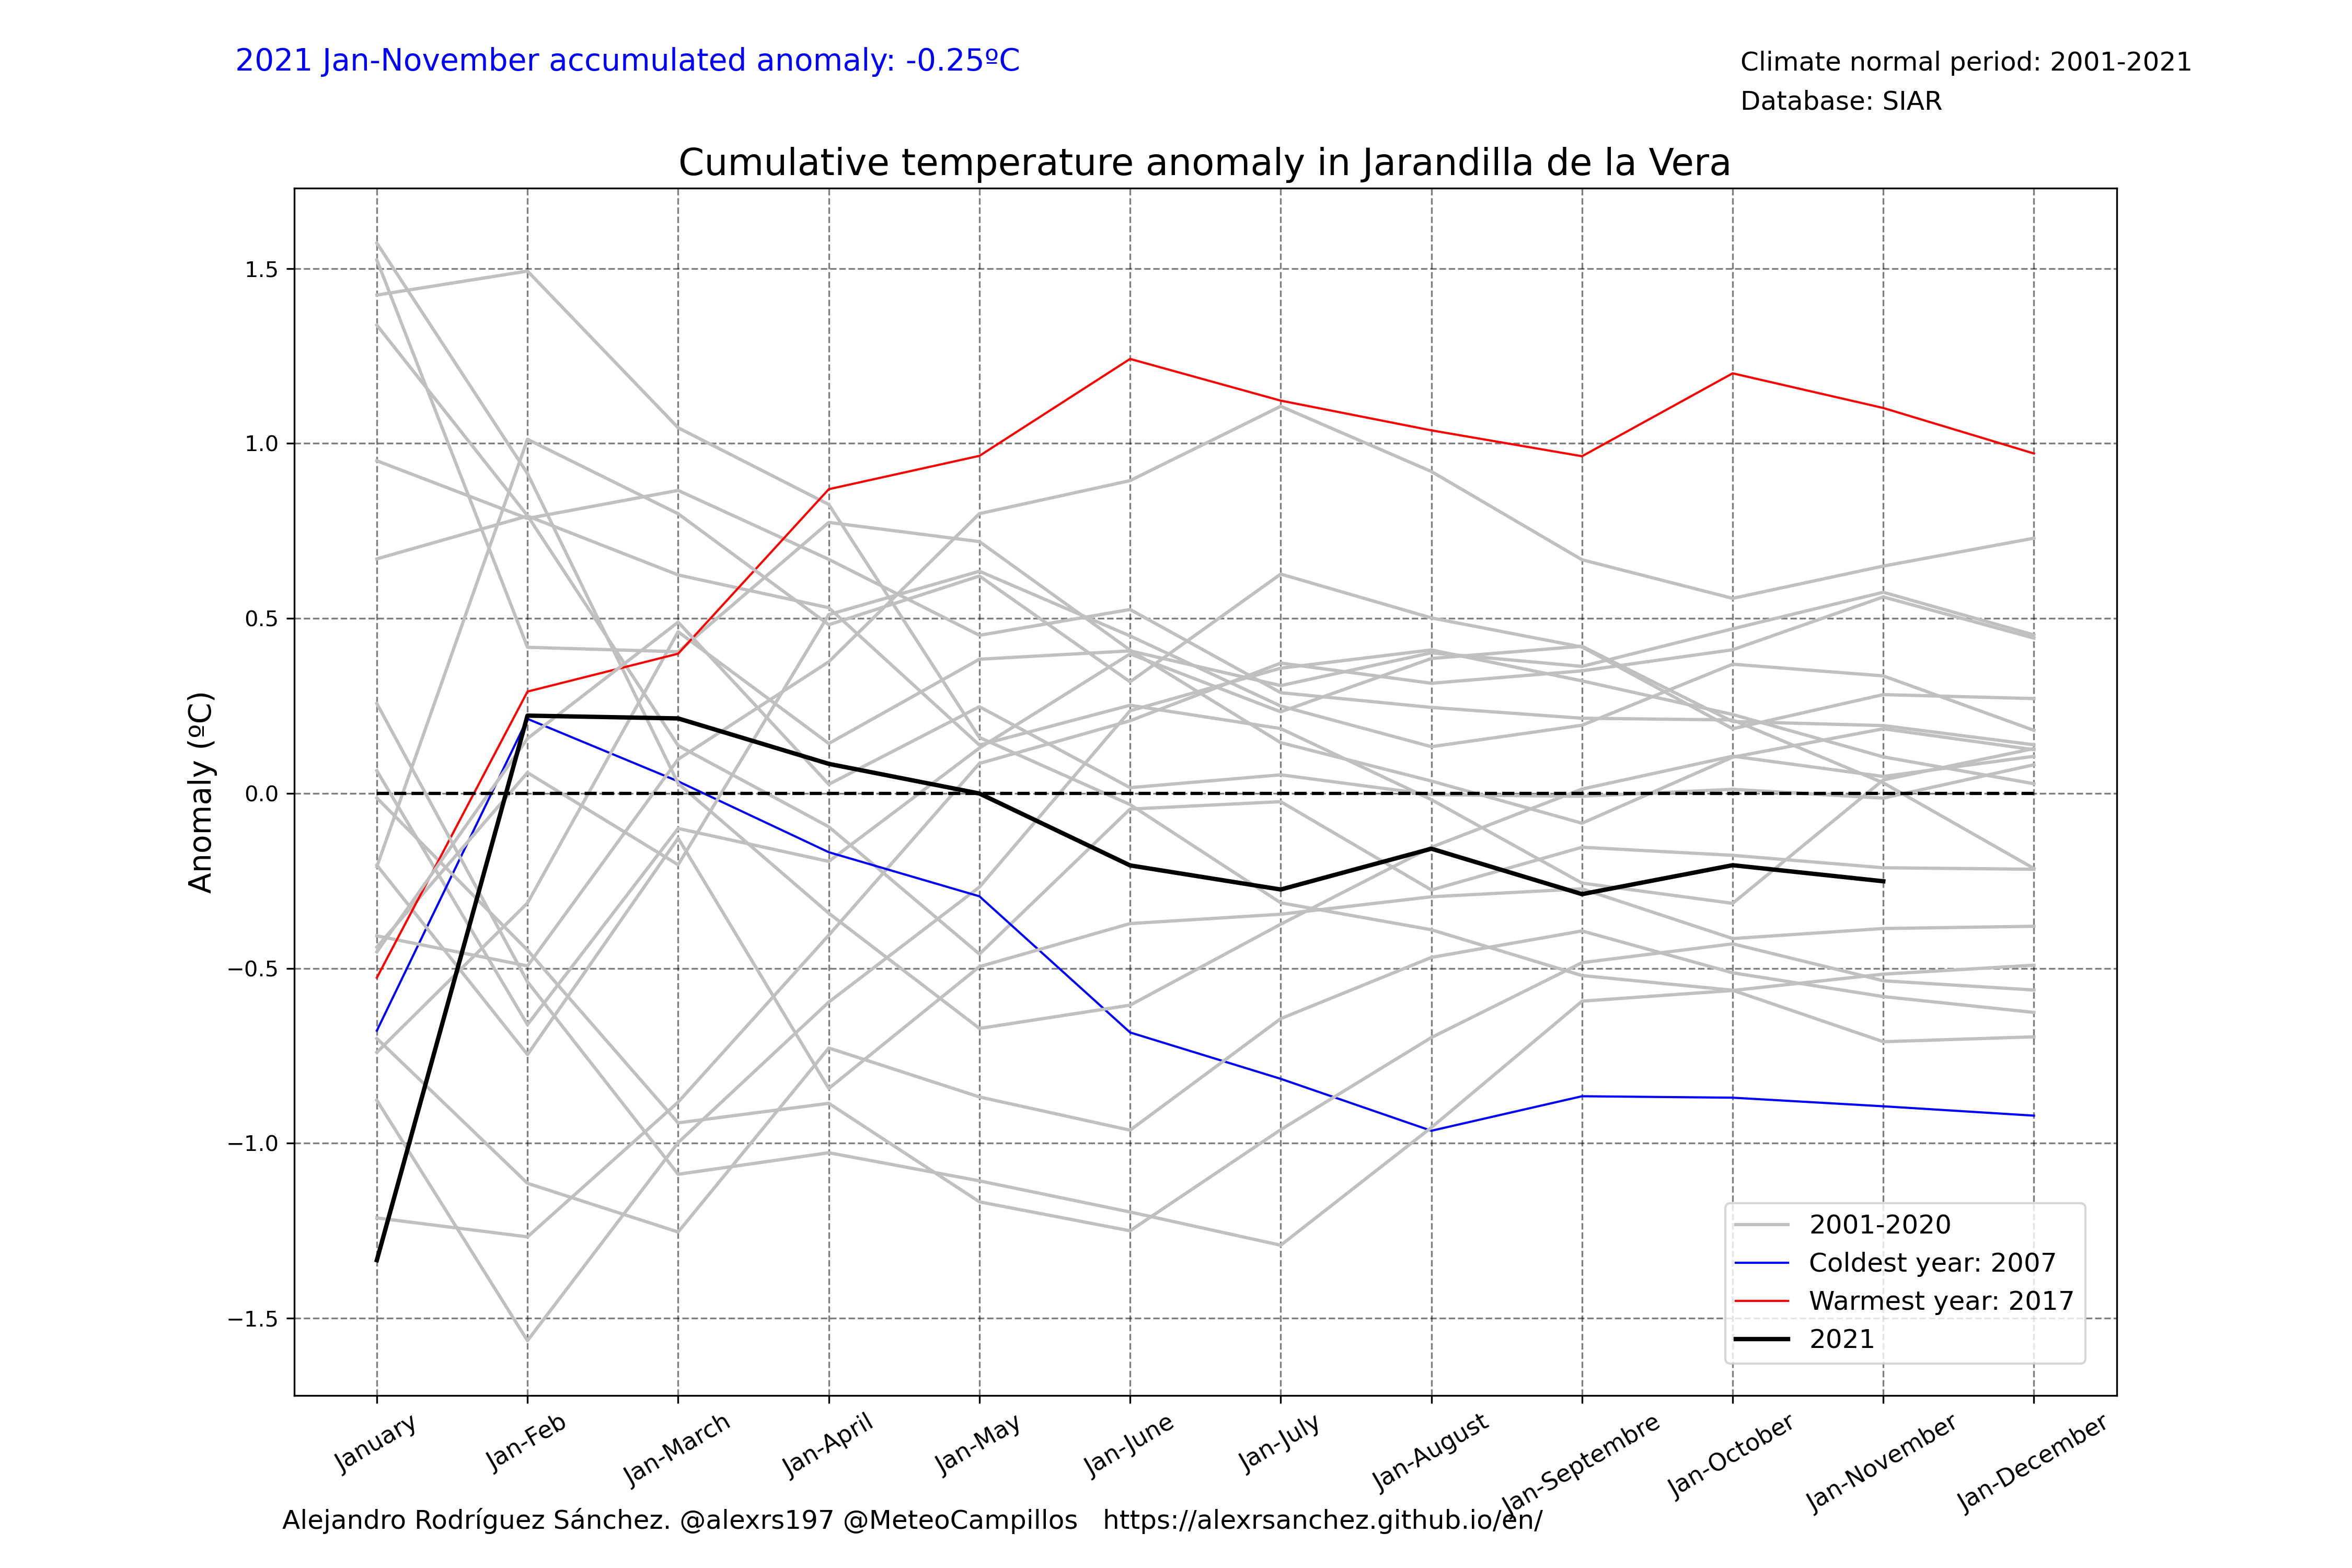 2021 Jan-November accumulated anomaly: -0.25ºC
Climate normal period: 2001-2021
Database: SIAR
Cumulative temperature anomaly in Jarandilla de la Vera
Anomaly (ºC)
1.5
1.0
0.5
0.0
−0.5
−1.0
−1.5
2001-2020
Coldest year: 2007
Warmest year: 2017
2021
January
Jan-Feb
Jan-March
Jan-April
Jan-May
Jan-June
Jan-July
Jan-August
Jan-Septembre
Jan-October
Jan-November
Jan-December
Alejandro Rodríguez Sánchez. @alexrs197 @MeteoCampillos https://alexrsanchez.github.io/en/